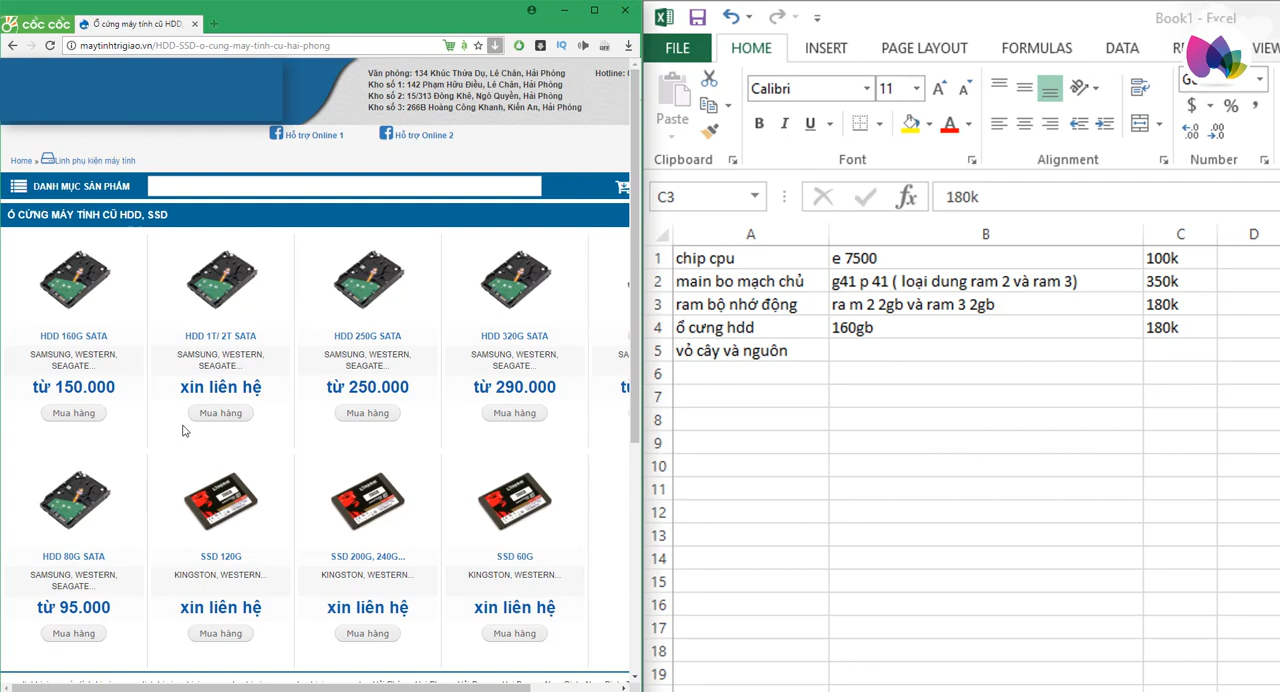 cốc cốc
Ổ cứng máy tính cũ HDD
maytinhtrigiao.vn/HDD-SSD-o-cung-may-tinh-cu-hai-phong
IQ
OFF
Văn phòng: 134 Khúc Thừa Dụ, Lê Chân, Hải Phòng
Hotline:
Kho số 1: 142 Phạm Hữu Điều, Lê Chân, Hải Phòng
Kho số 2: 15/313 Đông Khê, Ngô Quyền, Hải Phòng
Kho số 3: 266B Hoàng Công Khanh, Kiến An, Hải Phòng
Hỗ trợ Online 1
Hỗ trợ Online 2
Home » Linh phụ kiện máy tính
DANH MỤC SẢN PHẨM
Ổ CỨNG MÁY TÍNH CŨ HDD, SSD
HDD 160G SATA
HDD 1T/ 2T SATA
HDD 250G SATA
HDD 320G SATA
SAMSUNG, WESTERN, SEAGATE...
SAMSUNG, WESTERN, SEAGATE...
SAMSUNG, WESTERN, SEAGATE...
SAMSUNG, WESTERN, SEAGATE...
từ 150.000
xin liên hệ
từ 250.000
từ 290.000
Mua hàng
Mua hàng
Mua hàng
Mua hàng
HDD 80G SATA
SSD 120G
SSD 200G, 240G...
SSD 60G
SAMSUNG, WESTERN, SEAGATE...
KINGSTON, WESTERN...
KINGSTON, WESTERN...
KINGSTON, WESTERN...
từ 95.000
xin liên hệ
xin liên hệ
xin liên hệ
Mua hàng
Mua hàng
Mua hàng
Mua hàng
Book1 - Excel
FILE
HOME
INSERT
PAGE LAYOUT
FORMULAS
DATA
VIEW
Paste
Calibri
11
B I U
$ % ,
Clipboard
Font
Alignment
Number
C3
fx
180k
A B C D
1 chip cpu e 7500 100k
2 main bo mạch chủ g41 p 41 ( loại dung ram 2 và ram 3) 350k
3 ram bộ nhớ động ra m 2 2gb và ram 3 2gb 180k
4 ổ cưng hdd 160gb 180k
5 vỏ cây và nguôn
6
7
8
9
10
11
12
13
14
15
16
17
18
19